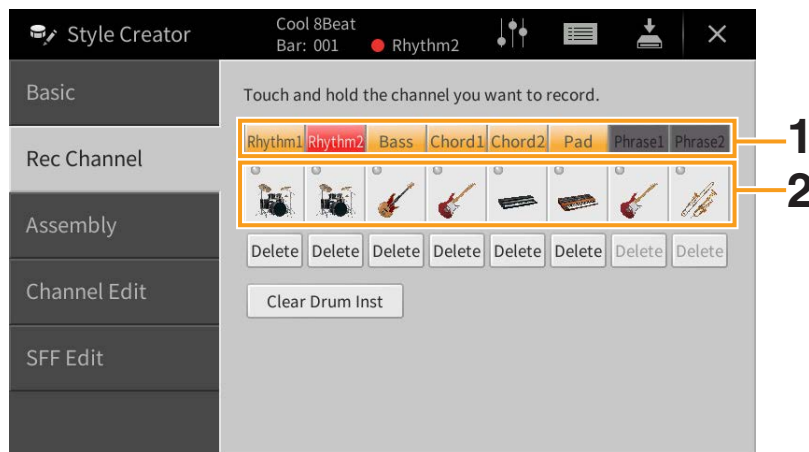 Style Creator
Cool 8Beat
Bar: 001 Rhythm2
Basic
Rec Channel
Assembly
Channel Edit
SFF Edit
Touch and hold the channel you want to record.
Rhythm1 Rhythm2 Bass Chord1 Chord2 Pad Phrase1 Phrase2
1
2
Delete Delete Delete Delete Delete Delete Delete Delete
Clear Drum Inst